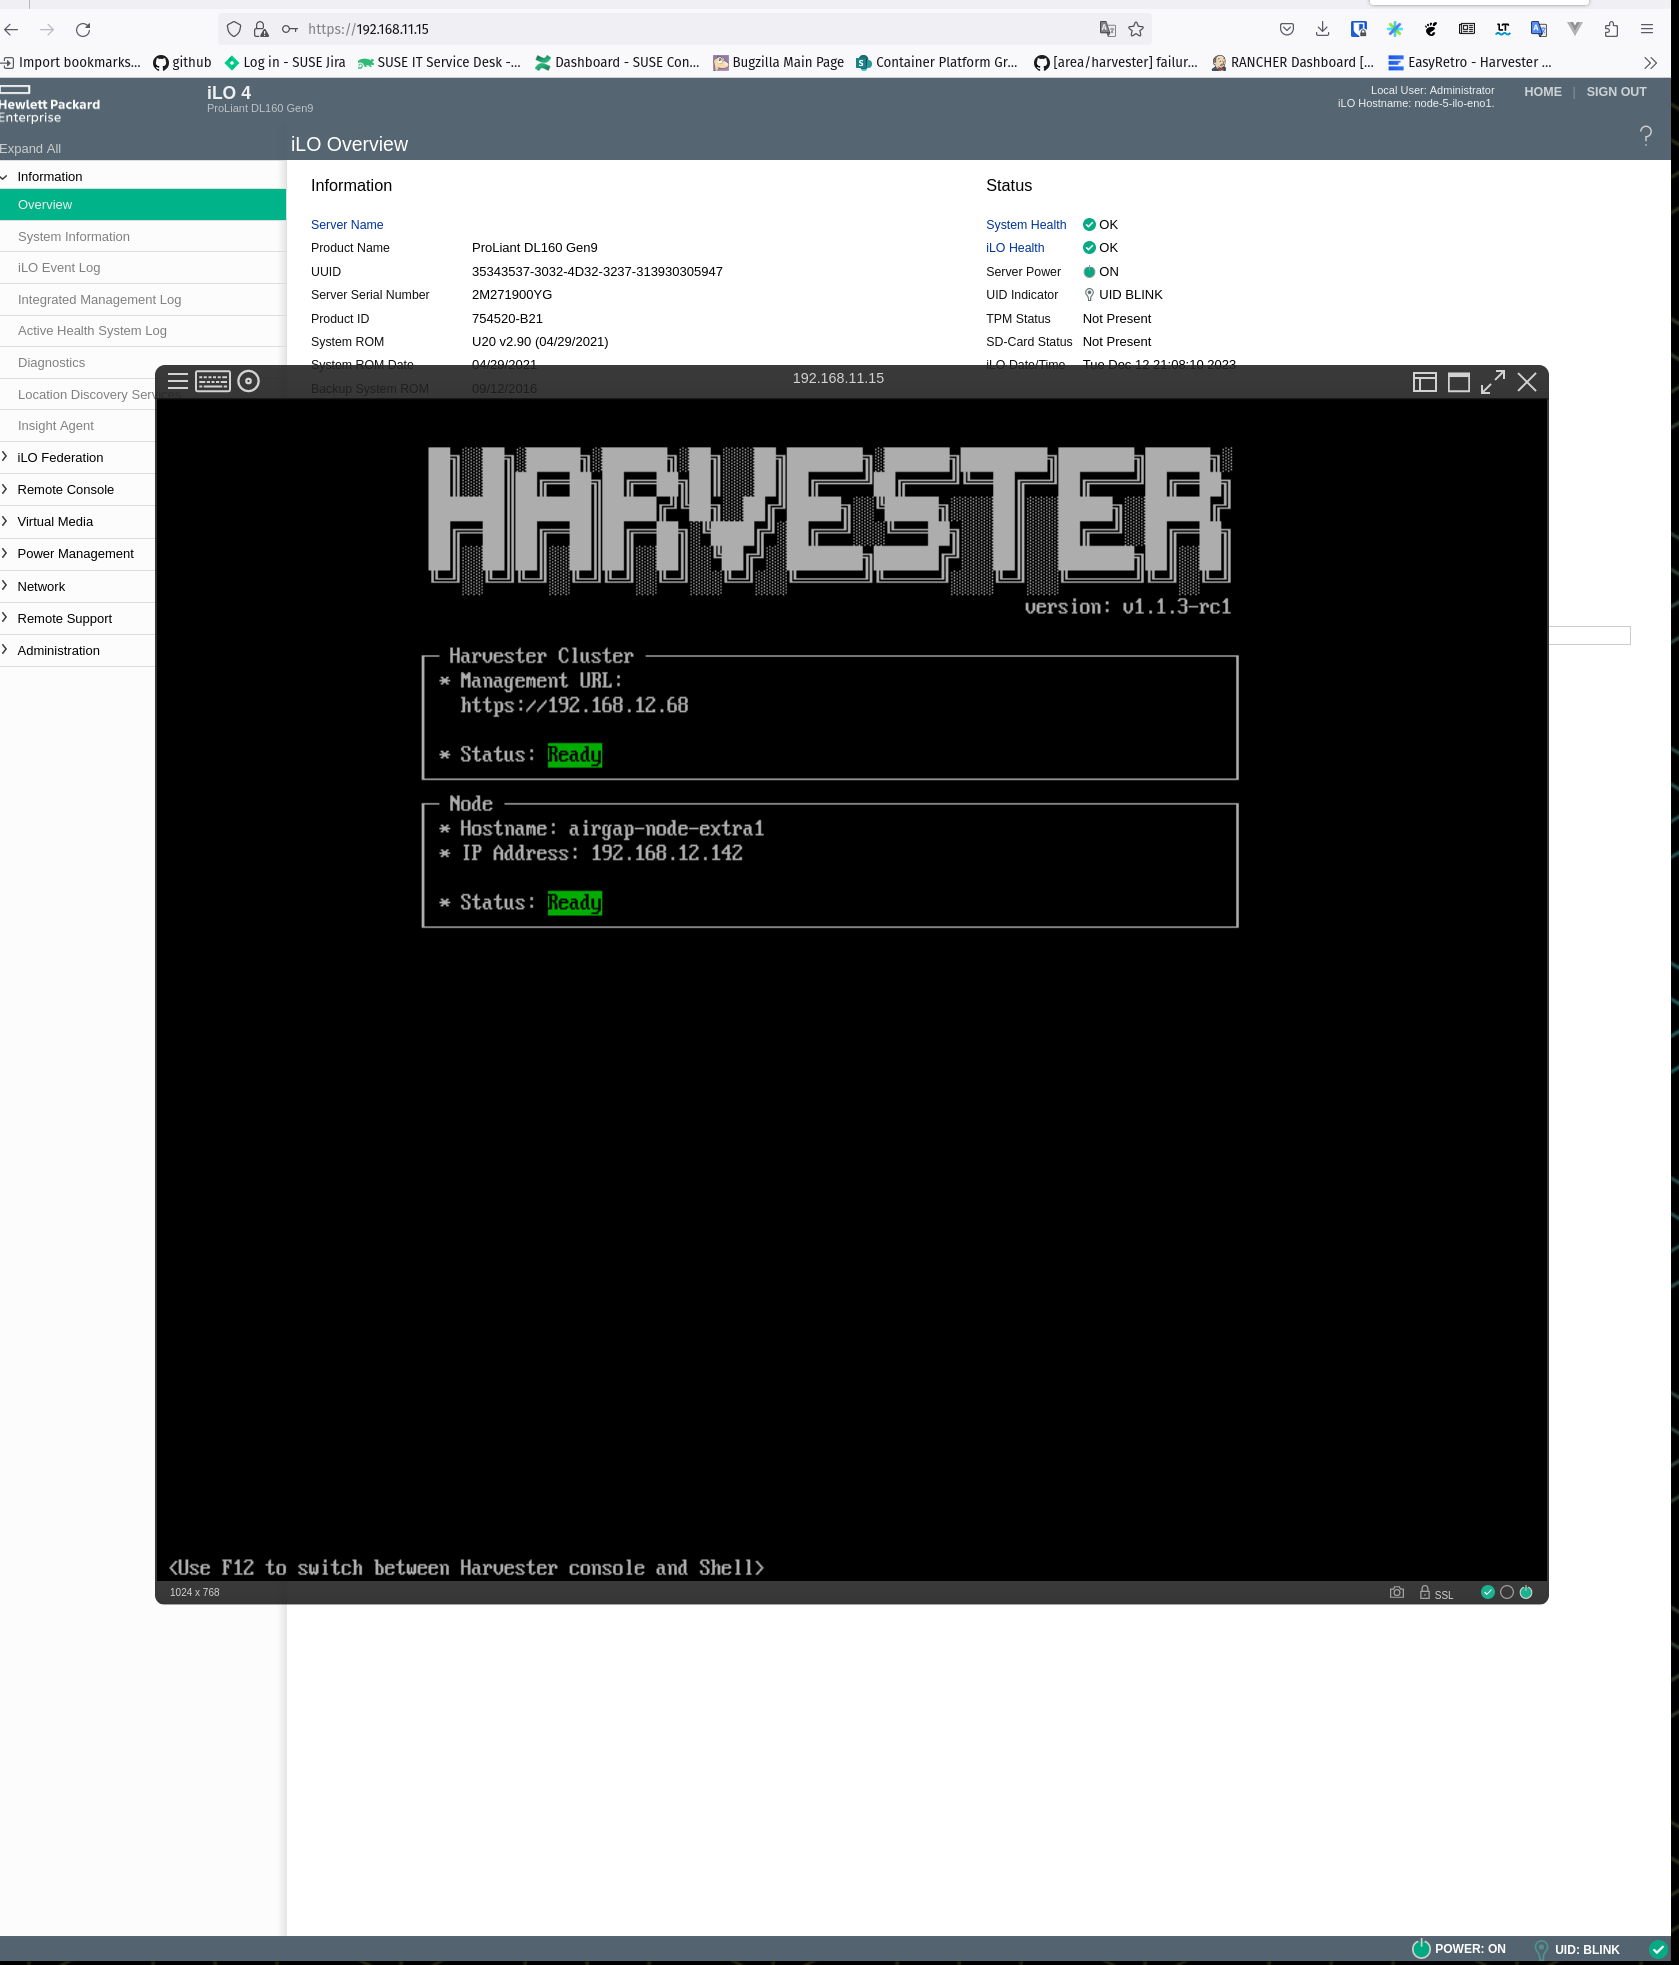 https://192.168.11.15
Import bookmarks... github Log in - SUSE Jira SUSE IT Service Desk -... Dashboard - SUSE Con... Bugzilla Main Page Container Platform Gr... [area/harvester] failur... RANCHER Dashboard [... EasyRetro - Harvester ...
Hewlett Packard
Enterprise
iLO 4
ProLiant DL160 Gen9
Local User: Administrator
iLO Hostname: node-5-ilo-eno1.
HOME | SIGN OUT
Expand All
iLO Overview
?
Information
Overview
System Information
iLO Event Log
Integrated Management Log
Active Health System Log
Diagnostics
Location Discovery Serv
Insight Agent
iLO Federation
Remote Console
Virtual Media
Power Management
Network
Remote Support
Administration
Information
Server Name
Product Name ProLiant DL160 Gen9
UUID 35343537-3032-4D32-3237-313930305947
Server Serial Number 2M271900YG
Product ID 754520-B21
System ROM U20 v2.90 (04/29/2021)
System ROM Date 04/29/2021
Backup System ROM 09/12/2016
Status
System Health OK
iLO Health OK
Server Power ON
UID Indicator UID BLINK
TPM Status Not Present
SD-Card Status Not Present
iLO Date/Time Tue Dec 12 21:08:10 2023
192.168.11.15
HARVESTER
version: v1.1.3-rc1
Harvester Cluster
* Management URL:
https://192.168.12.68
* Status: Ready
Node
* Hostname: airgap-node-extra1
* IP Address: 192.168.12.142
* Status: Ready
<Use F12 to switch between Harvester console and Shell>
1024 x 768
SSL
POWER: ON UID: BLINK